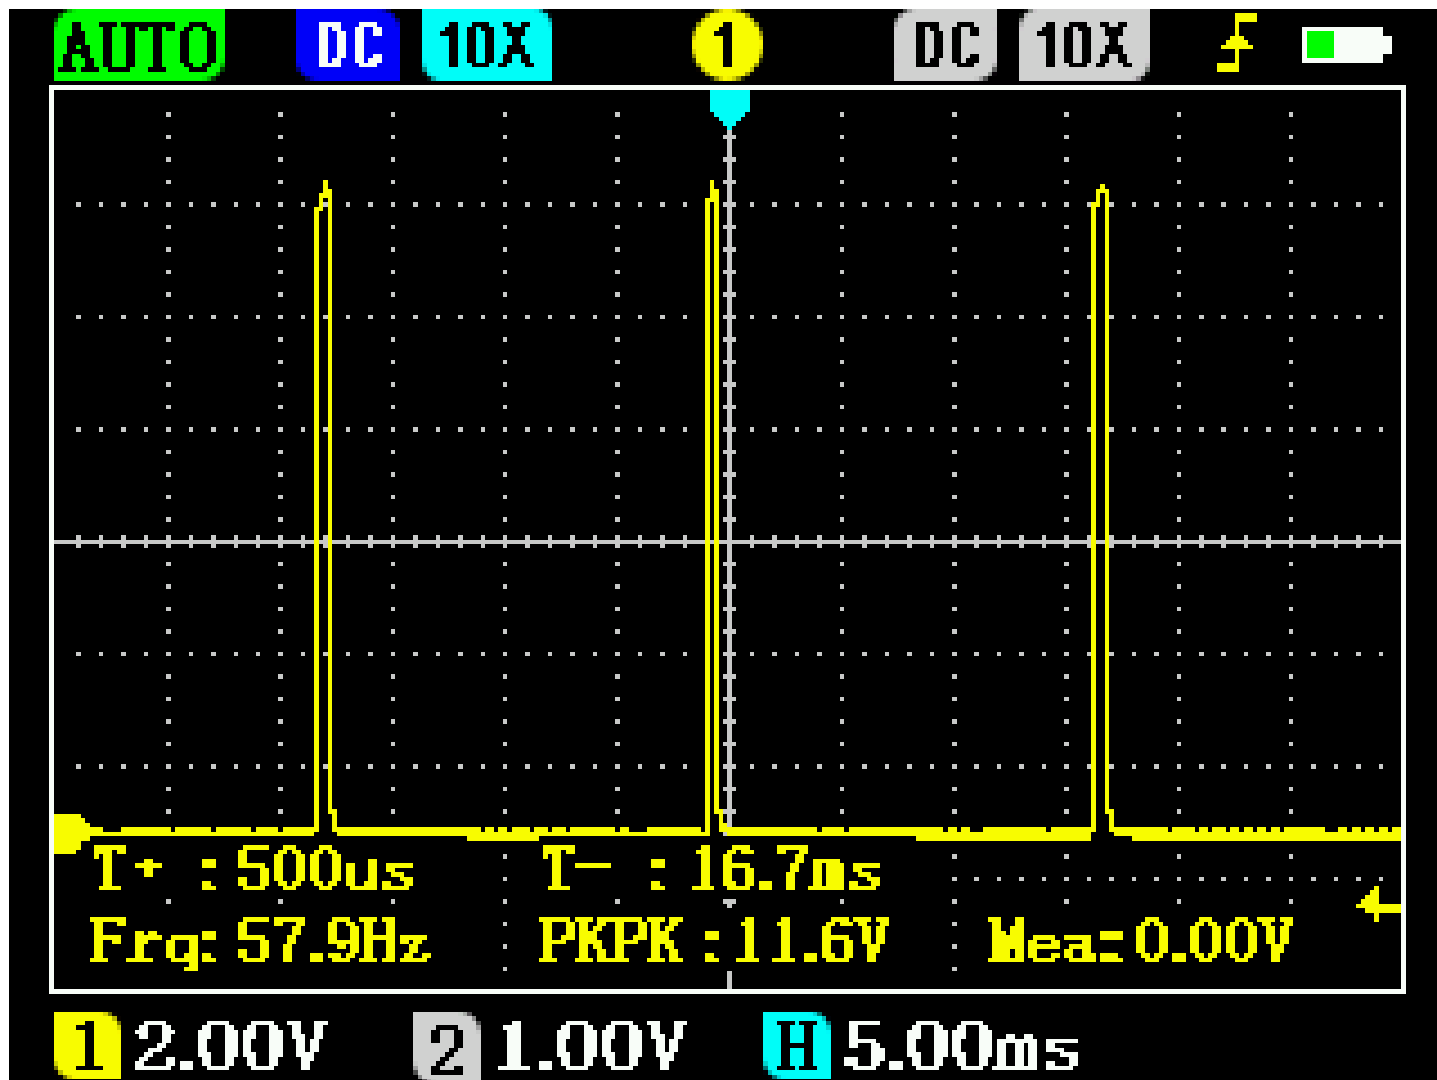 AUTO DC 10X 1 DC 10X
T+ :500us T- :16.7ms
Frq:57.9Hz PKPK :11.6V Mea:0.00V
1 2.00V 2 1.00V H 5.00ms